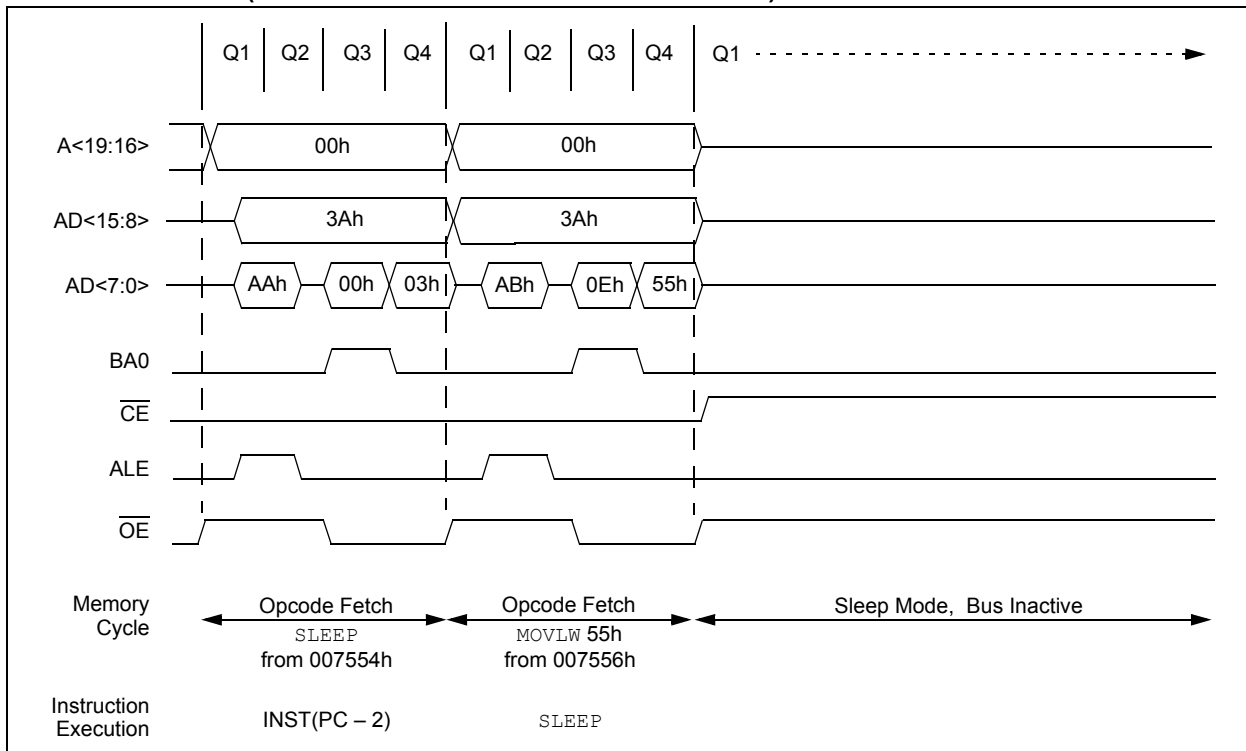 Q1 Q2 Q3 Q4 Q1 Q2 Q3 Q4 Q1
A<19:16> 00h 00h
AD<15:8> 3Ah 3Ah
AD<7:0> AAh 00h 03h ABh 0Eh 55h
BA0
CE
ALE
OE
Memory Cycle
Opcode Fetch
SLEEP
from 007554h
Opcode Fetch
MOVLW 55h
from 007556h
Sleep Mode, Bus Inactive
Instruction
Execution
INST(PC – 2)
SLEEP